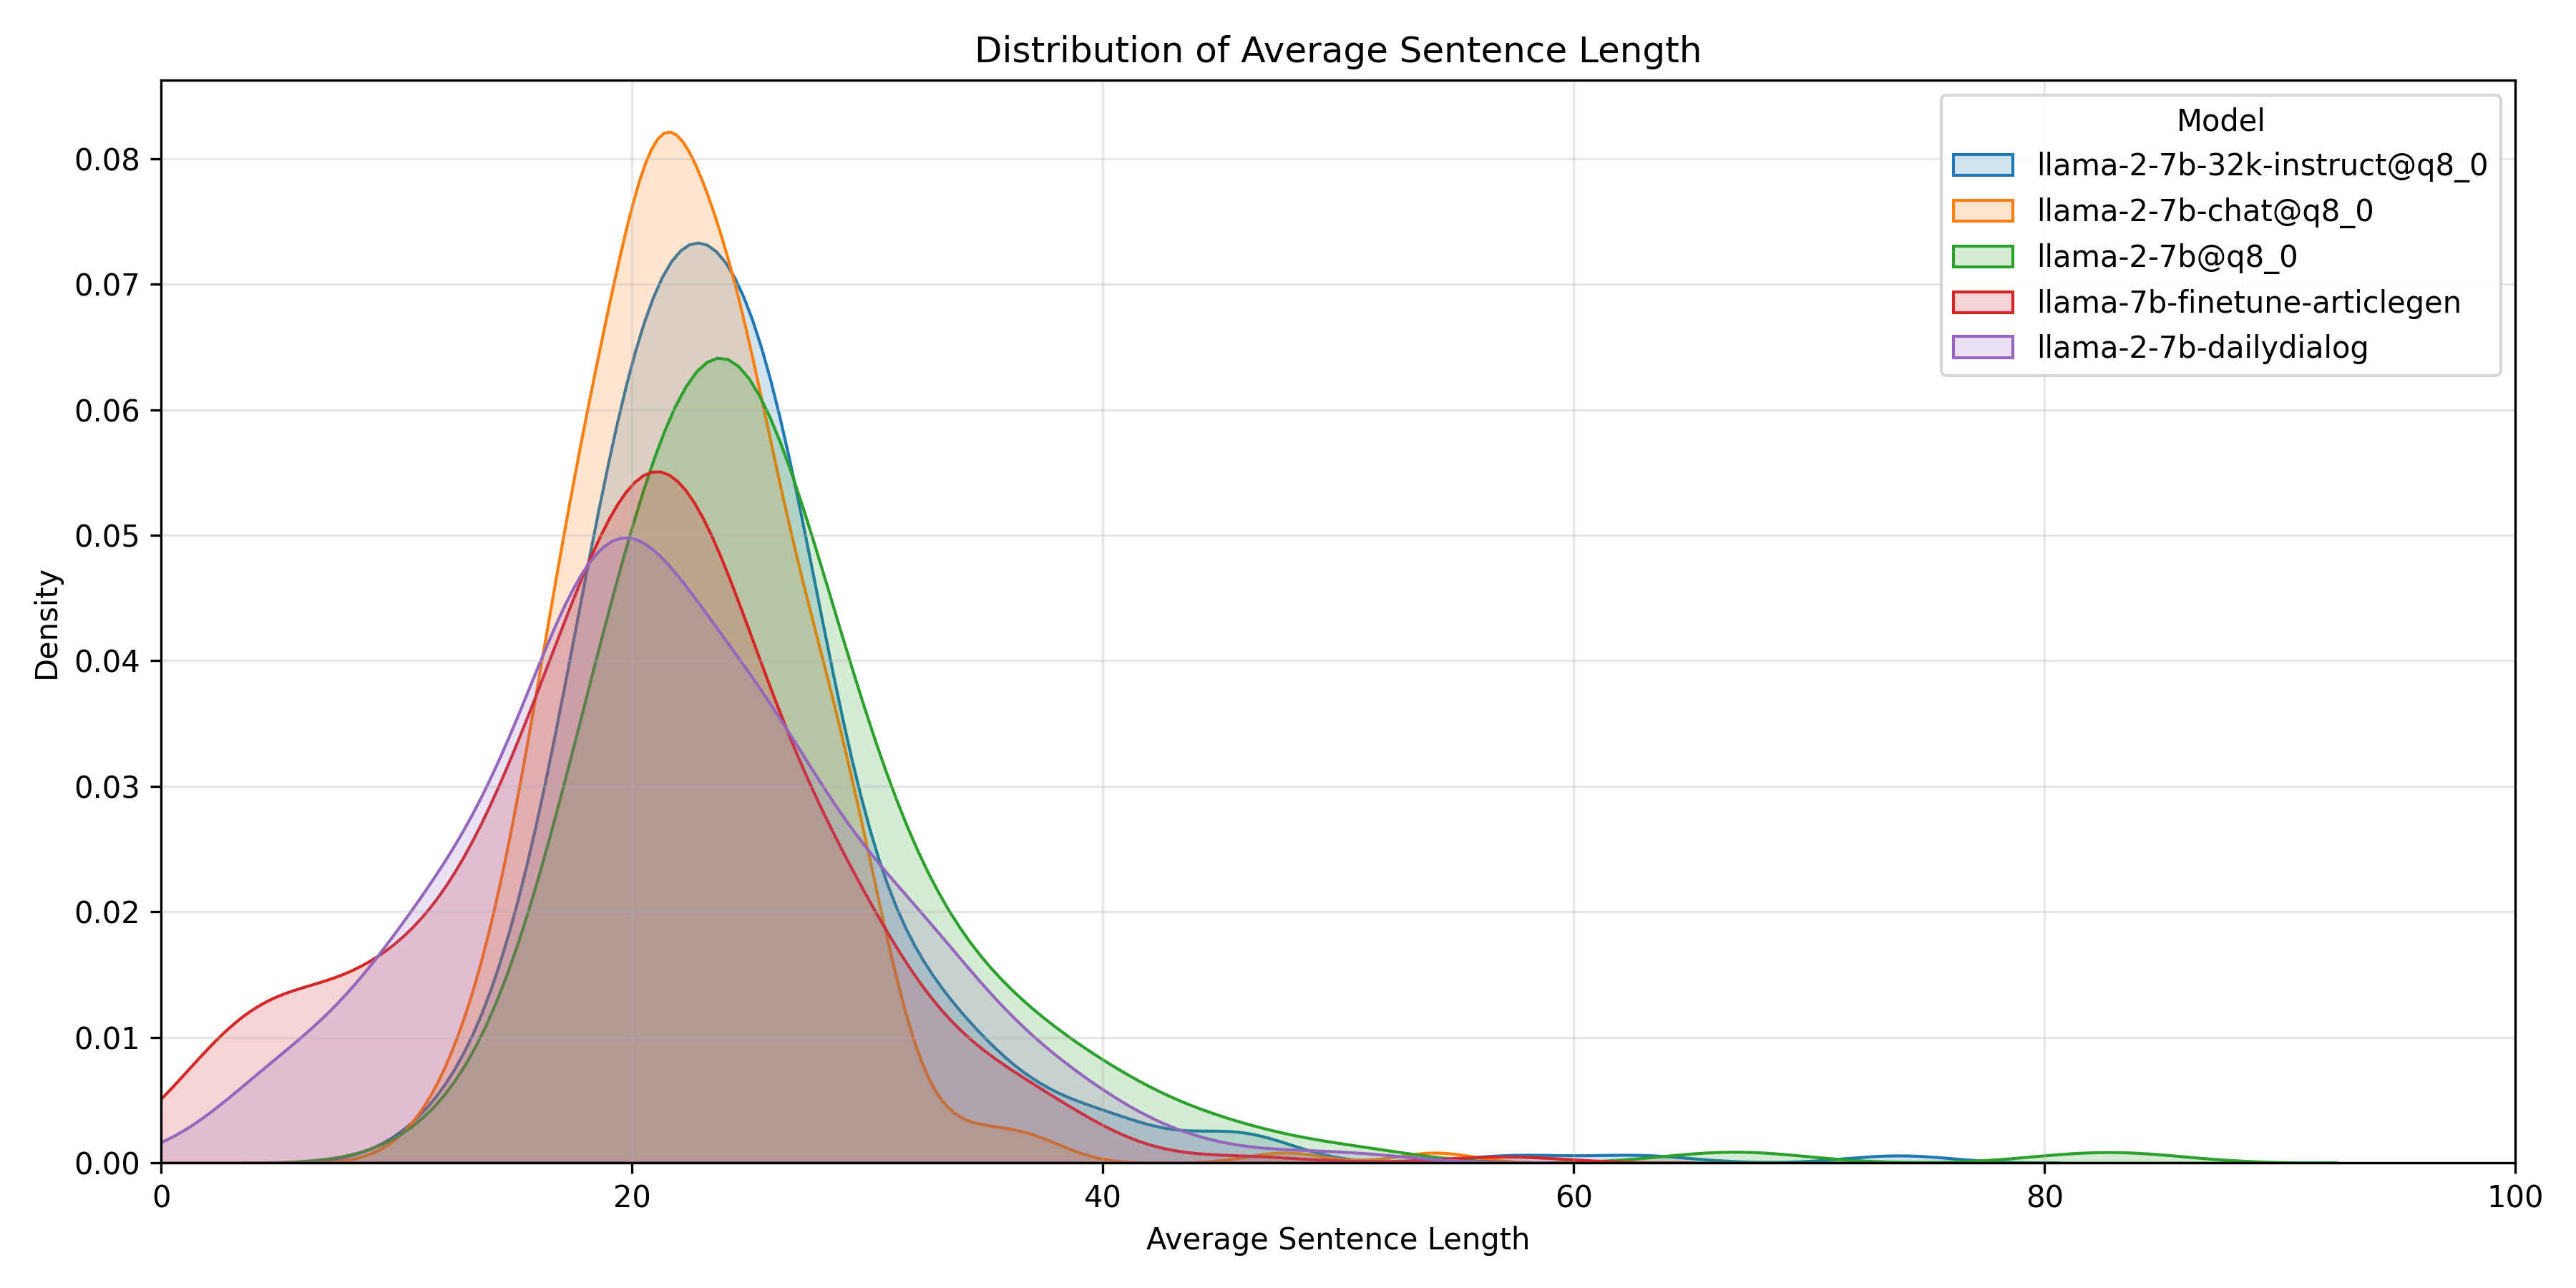 Distribution of Average Sentence Length
Model
llama-2-7b-32k-instruct@q8_0
llama-2-7b-chat@q8_0
llama-2-7b@q8_0
llama-7b-finetune-articlegen
llama-2-7b-dailydialog
Density
0.08
0.07
0.06
0.05
0.04
0.03
0.02
0.01
0.00
0 20 40 60 80 100
Average Sentence Length